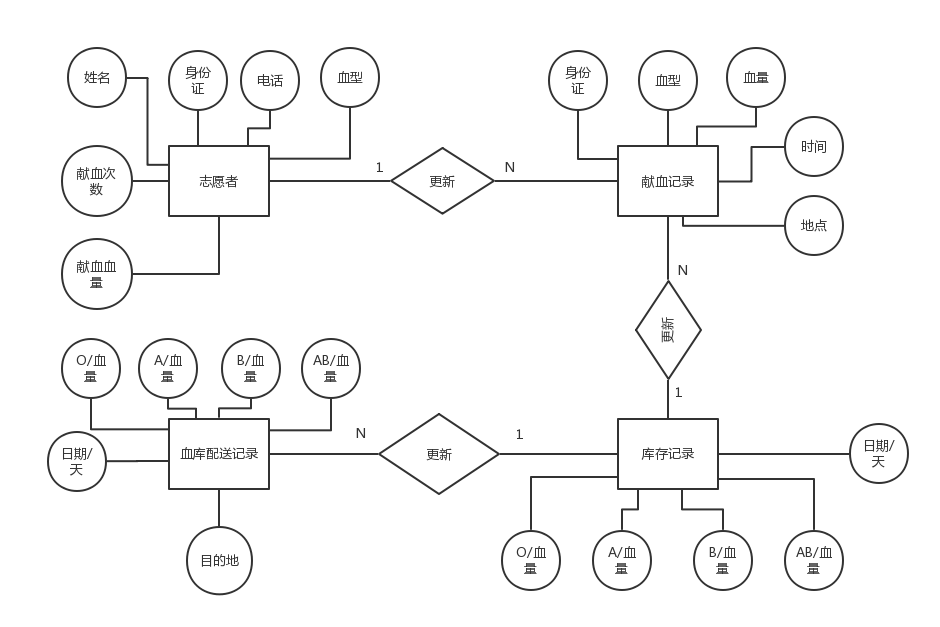 姓名
身份
证
电话
血型
身份
证
血型
血量
时间
献血次
数
志愿者
1
更新
N
献血记录
地点
献血血
量
N
更新
1
O/血
量
A/血
量
B/血
量
AB/血
量
日期/
天
血库配送记录
N
更新
1
库存记录
日期/
天
目的地
O/血
量
A/血
量
B/血
量
AB/血
量